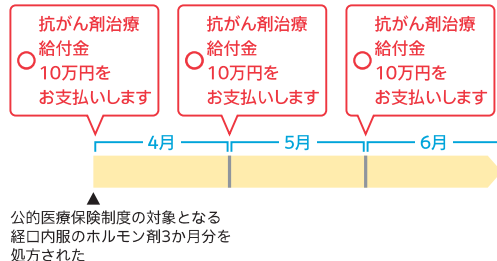 抗がん剤治療
給付金
10万円を
お支払いします
抗がん剤治療
給付金
10万円を
お支払いします
抗がん剤治療
給付金
10万円を
お支払いします
4月
5月
6月
公的医療保険制度の対象となる
経口内服のホルモン剤3か月分を
処方された